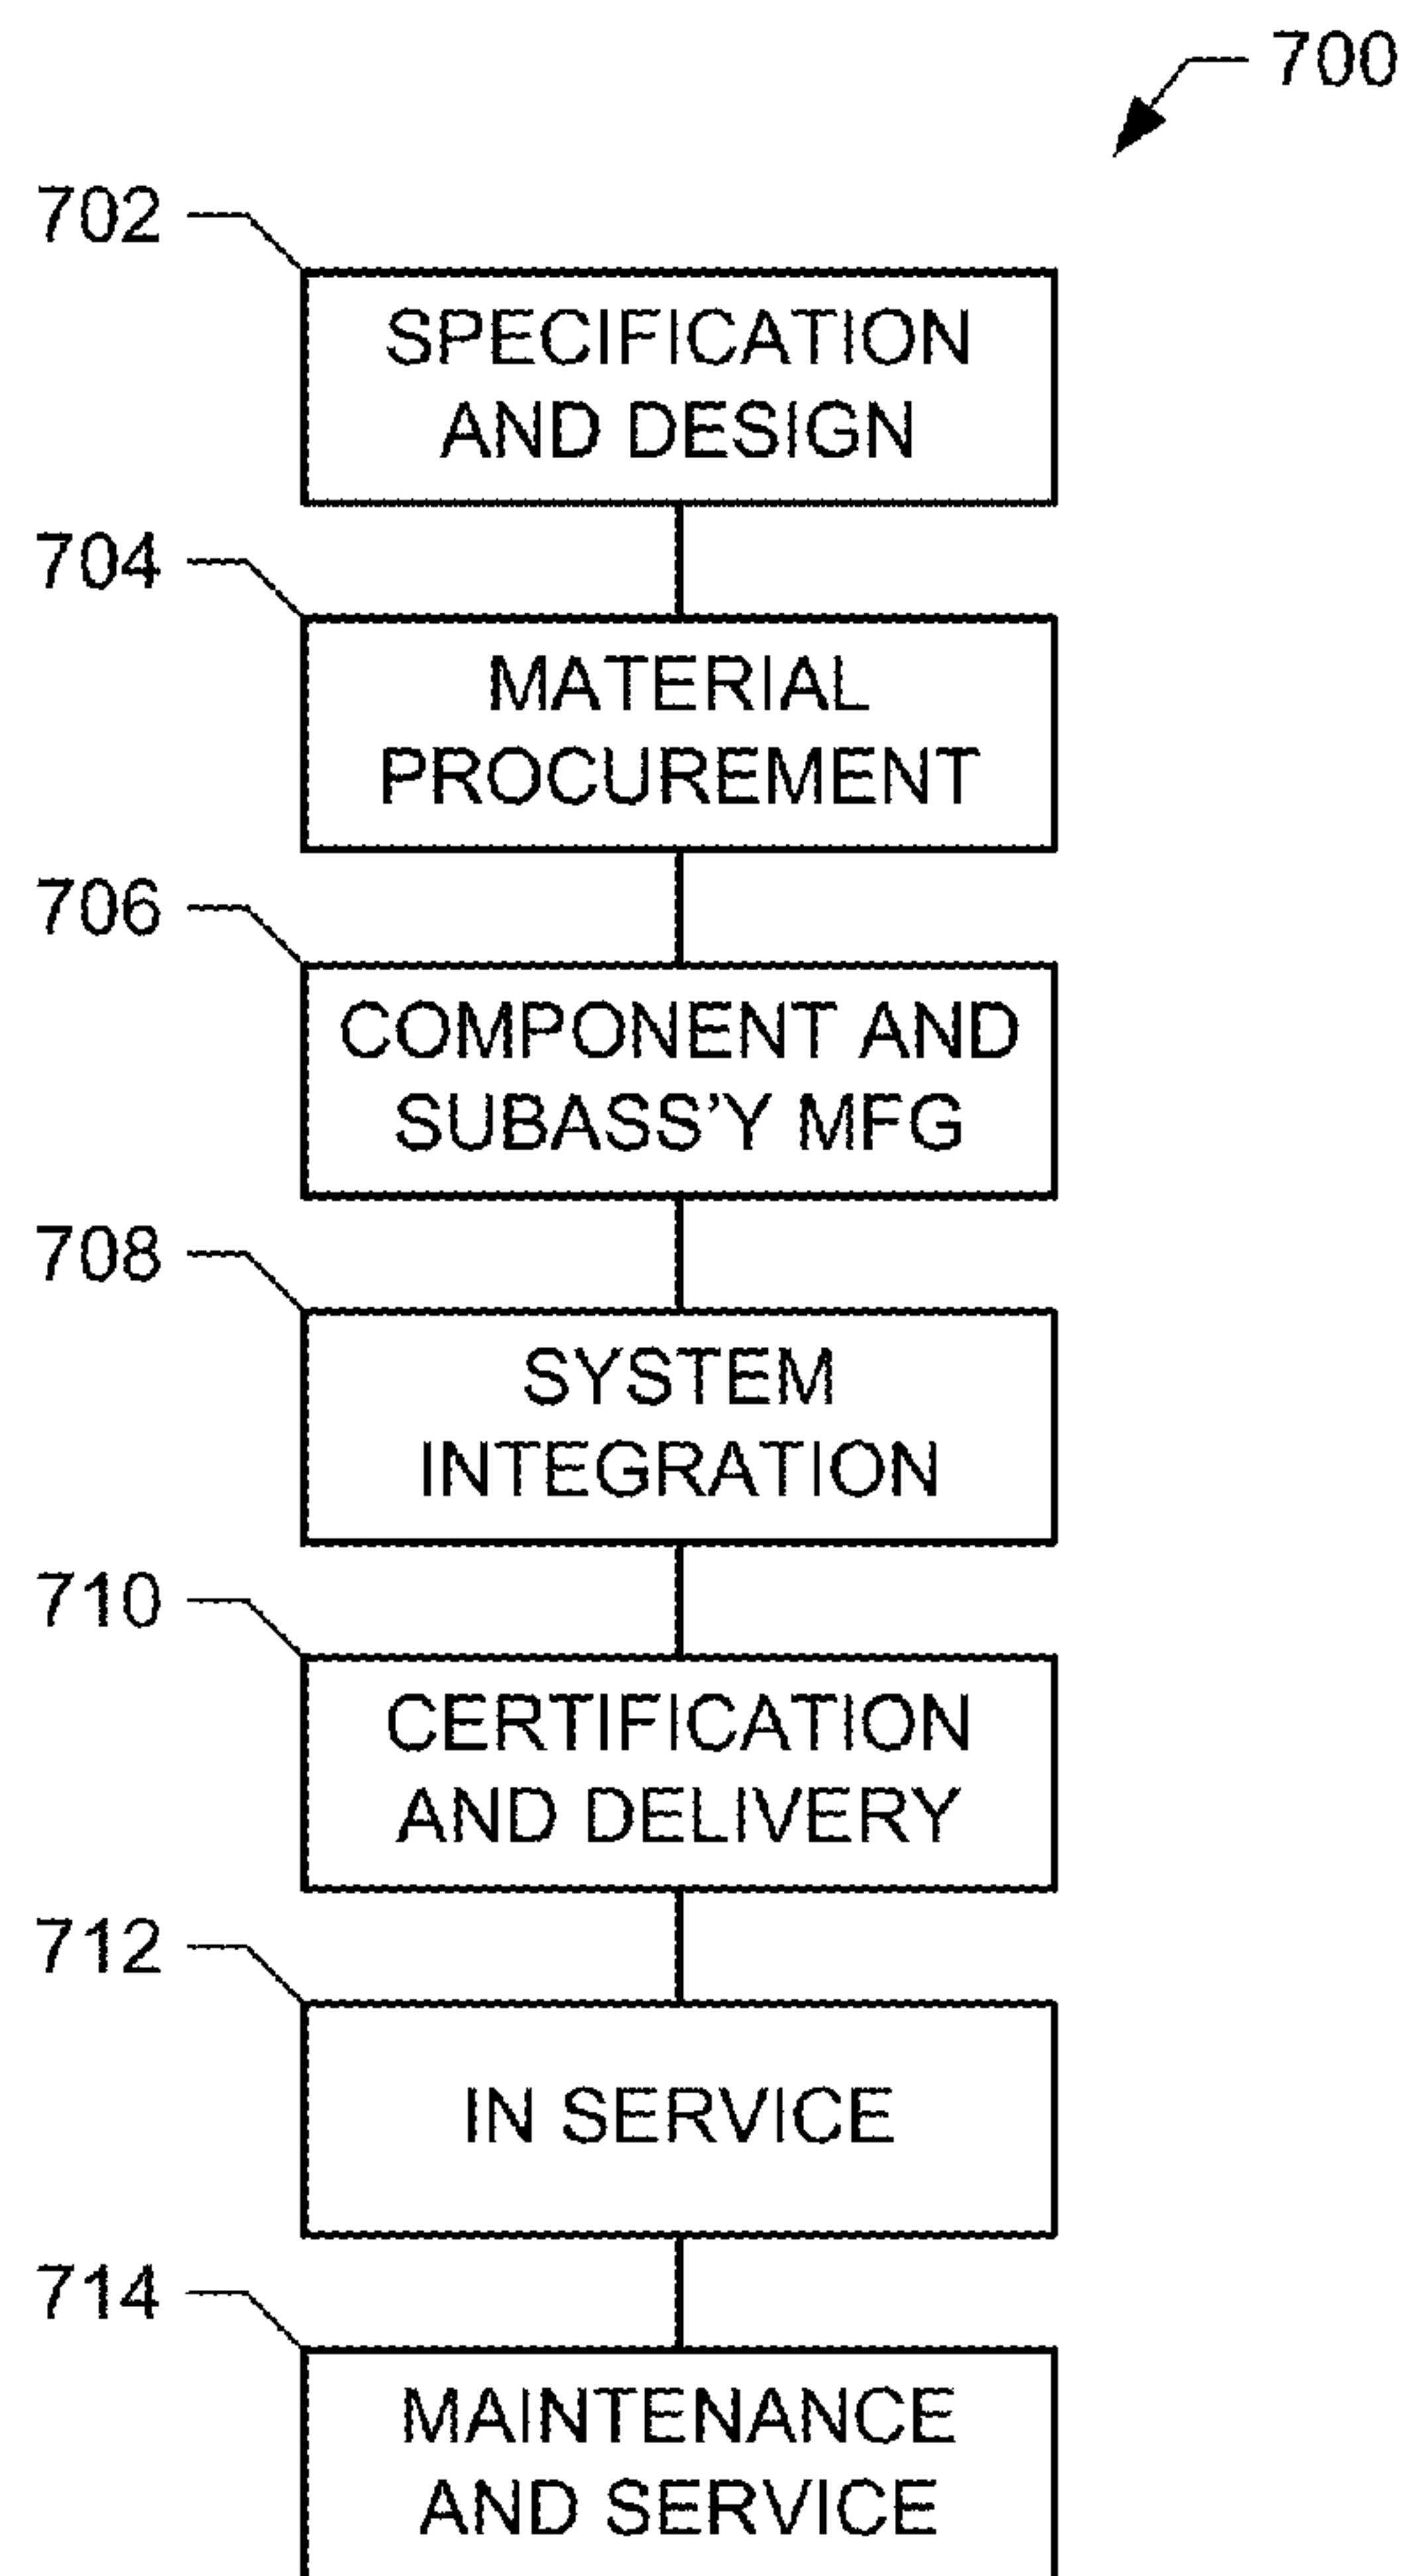 700
702
SPECIFICATION
AND DESIGN
704
MATERIAL
PROCUREMENT
706
COMPONENT AND
SUBASS’Y MFG
708
SYSTEM
INTEGRATION
710
CERTIFICATION
AND DELIVERY
712
IN SERVICE
714
MAINTENANCE
AND SERVICE